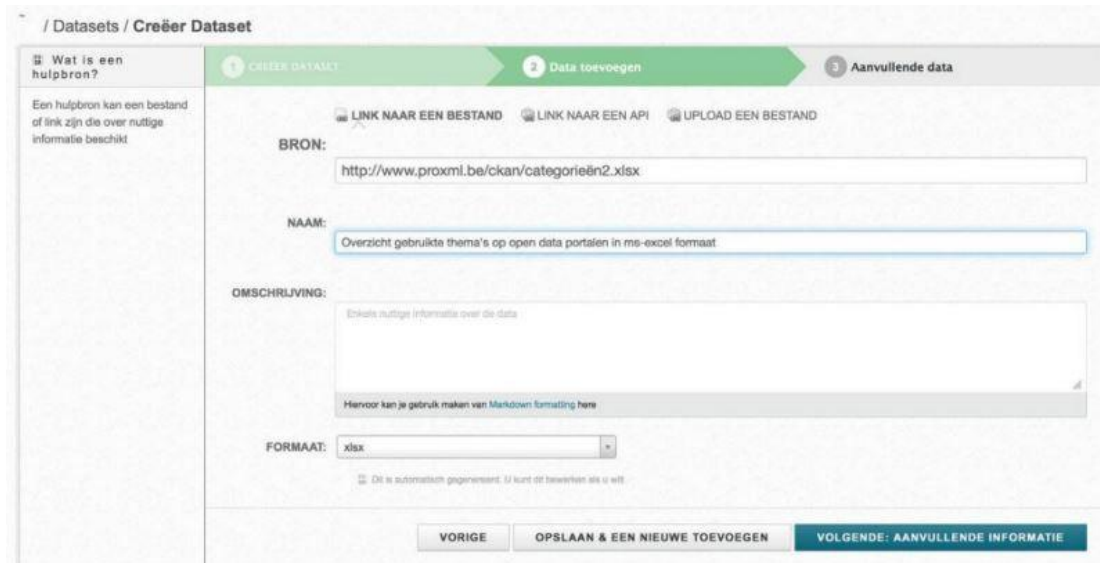 / Datasets / Creëer Dataset
Wat is een hulpbron?
Een hulpbron kan een bestand
of link zijn die over nuttige
informatie beschikt
1 CREËER DATASET
2 Data toevoegen
3 Aanvullende data
LINK NAAR EEN BESTAND LINK NAAR EEN API UPLOAD EEN BESTAND
BRON:
http://www.proxml.be/ckan/categorieën2.xlsx
NAAM:
Overzicht gebruikte thema's op open data portalen in ms-excel formaat
OMSCHRIJVING:
Enkele nuttige informatie over de data
Hiervoor kan je gebruik maken van Markdown formatting here
FORMAAT: xlsx
Dit is automatisch gegenereerd. U kunt dit bewerken als u wilt
VORIGE
OPSLAAN & EEN NIEUWE TOEVOEGEN
VOLGENDE: AANVULLENDE INFORMATIE